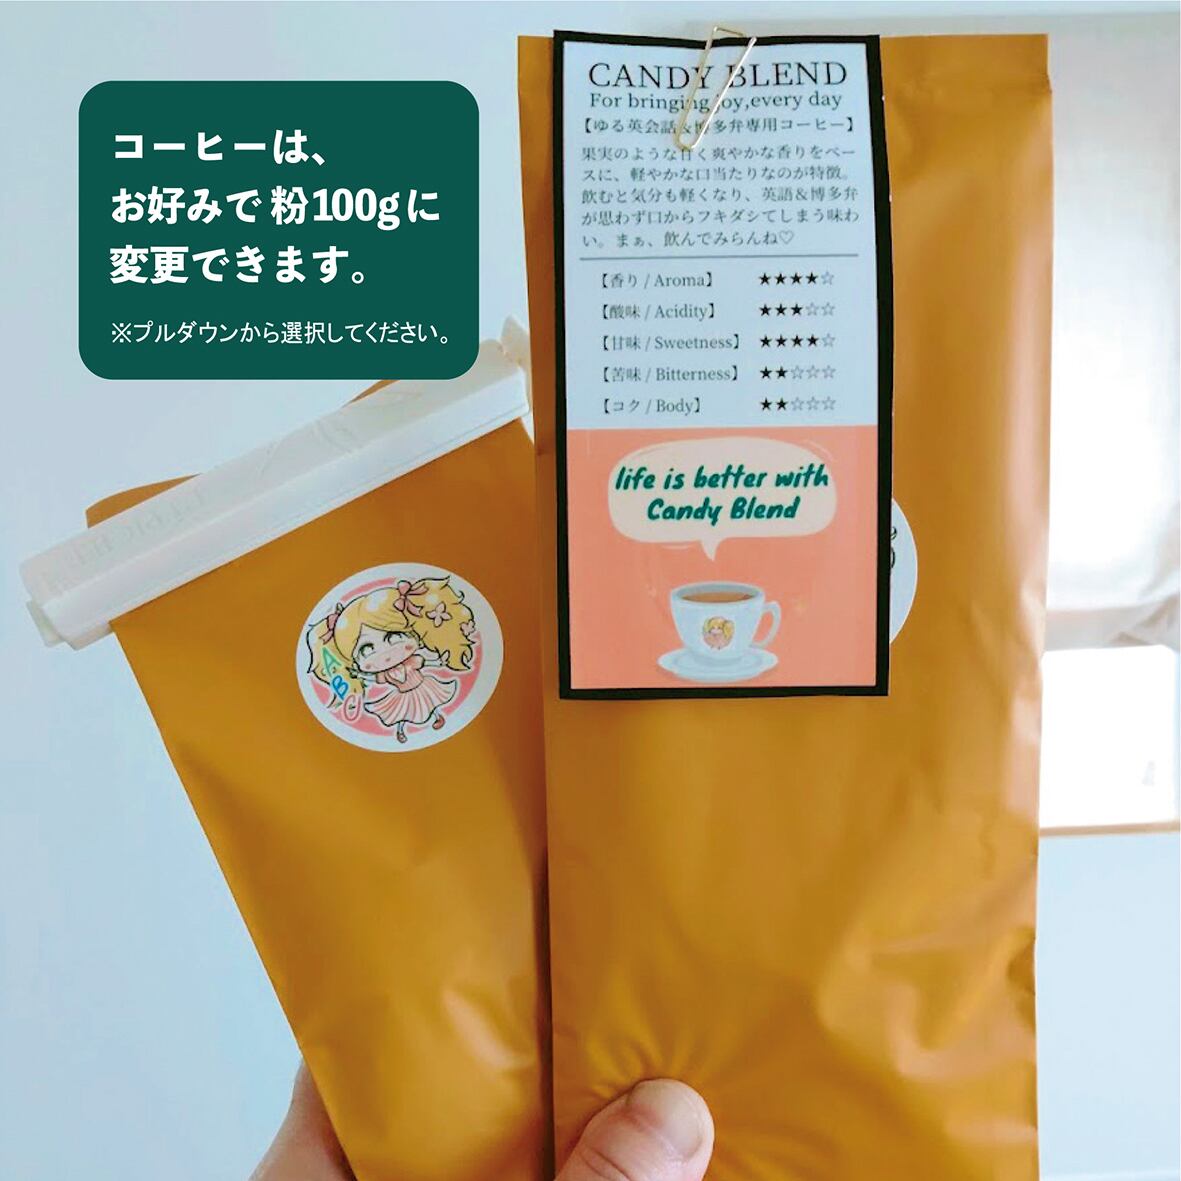 コーヒーは、
お好みで 粉100gに
変更できます。
※プルダウンから選択してください。
CANDY BLEND
For bringing joy,every day
【ゆる英会話&博多弁専用コーヒー】
果実のような甘く爽やかな香りをベー
スに、軽やかな口当たりなのが特徴。
飲むと気分も軽くなり、英語&博多弁
が思わず口からフキダシてしまう味わ
い。まぁ、飲んでみらんね♡
【香り / Aroma】 ★★★★☆
【酸味 / Acidity】 ★★★☆☆
【甘味 / Sweetness】 ★★★★☆
【苦味 / Bitterness】 ★★☆☆☆
【コク / Body】 ★★☆☆☆
life is better with
Candy Blend
A
B
C